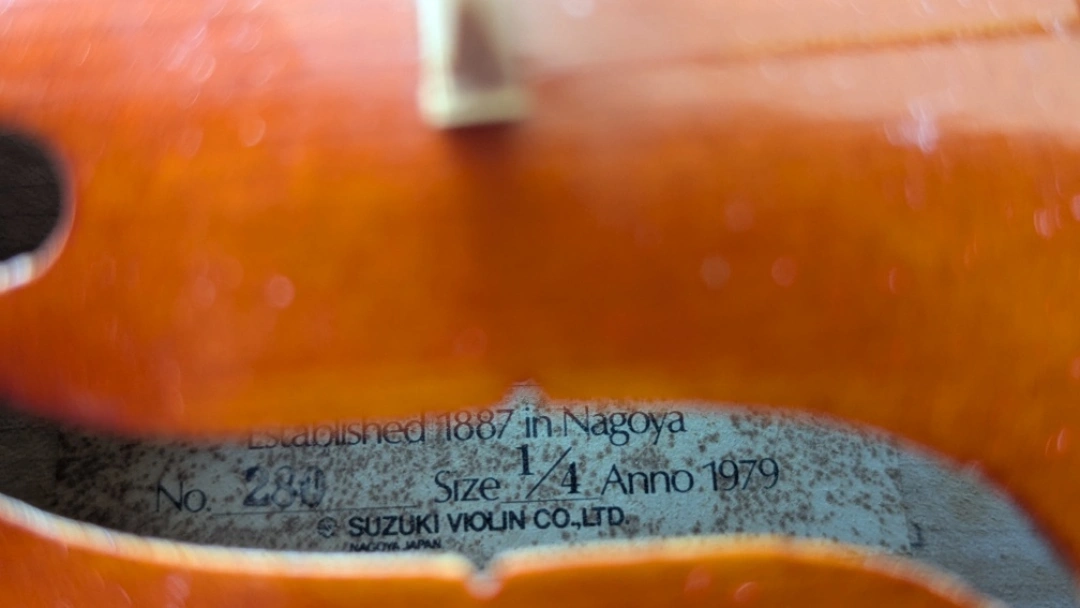 Established 1887 in Nagoya
No. 280 Size 1/4 Anno 1979
© SUZUKI VIOLIN CO.,LTD.
NAGOYA JAPAN